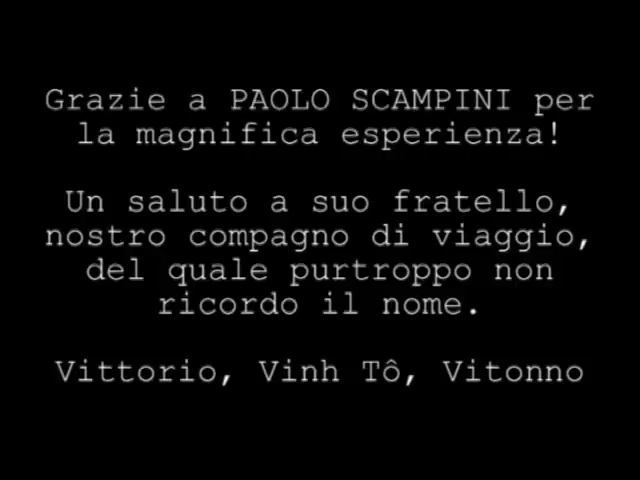 Grazie a PAOLO SCAMPINI per
la magnifica esperienza!
Un saluto a suo fratello,
nostro compagno di viaggio,
del quale purtroppo non
ricordo il nome.
Vittorio, Vinh Tô, Vitonno